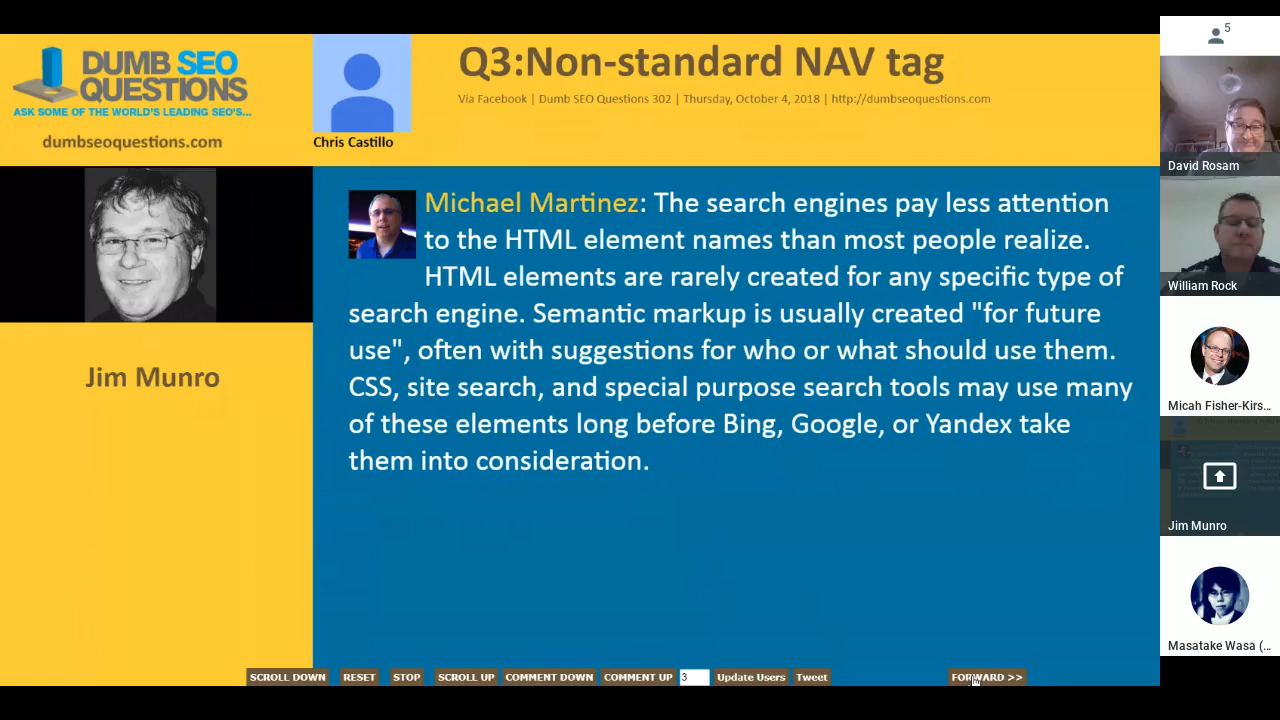 DUMB SEO
QUESTIONS
ASK SOME OF THE WORLD'S LEADING SEO'S...
dumbseoquestions.com
Chris Castillo
Q3:Non-standard NAV tag
Via Facebook | Dumb SEO Questions 302 | Thursday, October 4, 2018 | http://dumbseoquestions.com
Jim Munro
Michael Martinez: The search engines pay less attention
to the HTML element names than most people realize.
HTML elements are rarely created for any specific type of
search engine. Semantic markup is usually created "for future
use", often with suggestions for who or what should use them.
CSS, site search, and special purpose search tools may use many
of these elements long before Bing, Google, or Yandex take
them into consideration.
SCROLL DOWN RESET STOP SCROLL UP COMMENT DOWN COMMENT UP 3 Update Users Tweet FORWARD >>
5
David Rosam
William Rock
Micah Fisher-Kirs...
Jim Munro
Masatake Wasa (...